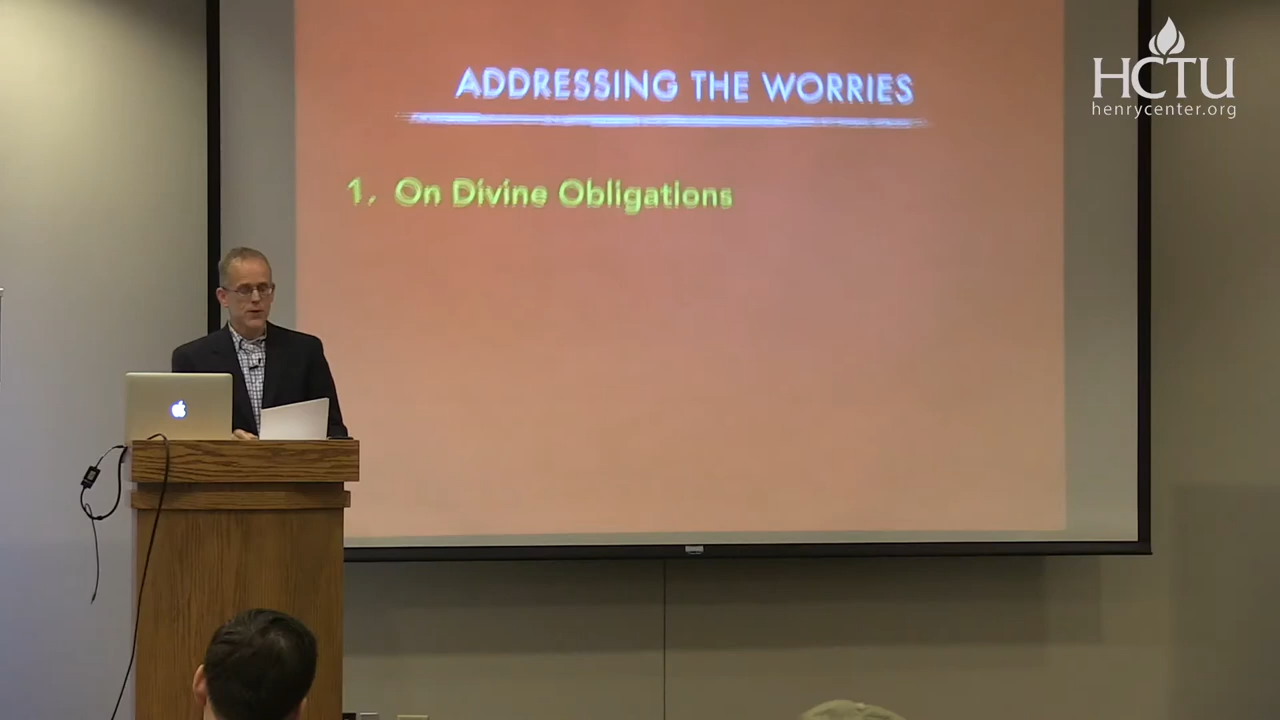 HCTU
henrycenter.org
ADDRESSING THE WORRIES
1. On Divine Obligations